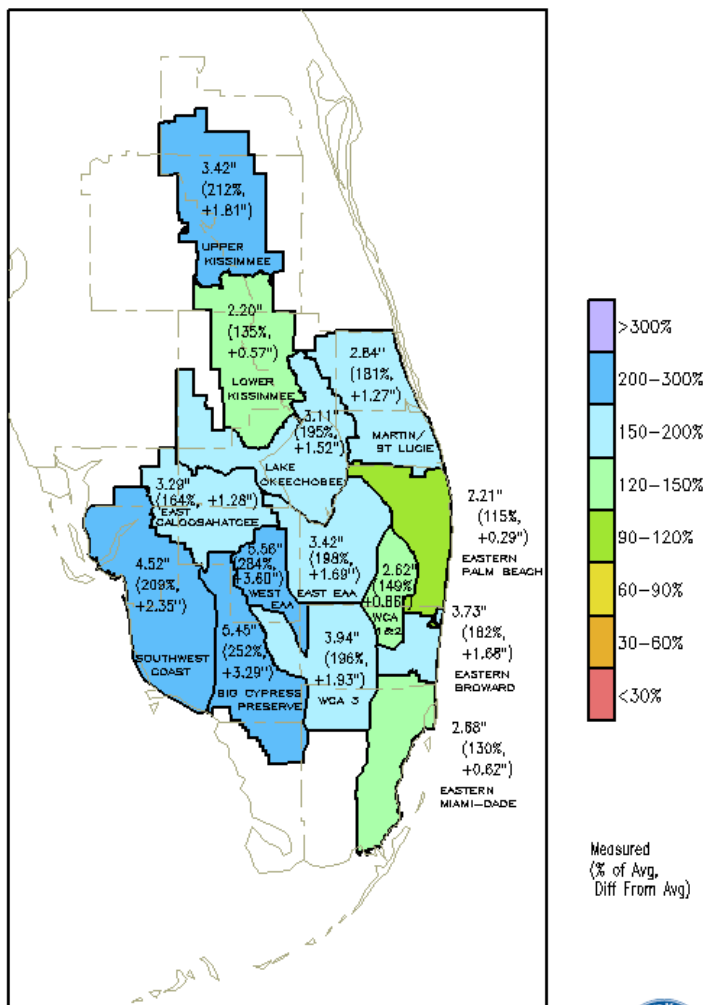 3.42"
(212%,
+1.81")
UPPER
KISSIMMEE
2.20"
(135%,
+0.57")
LOWER
KISSIMMEE
2.84"
(181%,
+1.27")
MARTIN/
ST LUCIE
3.11"
(195%,
+1.52")
LAKE
OKEECHOBEE
3.29"
(164%, +1.28")
EAST
CALOOSAHATCEE
4.52"
(209%,
+2.35")
SOUTHWEST
COAST
5.56"
(284%,
+3.60")
WEST
EAA
3.42"
(198%,
+1.69")
EAST EAA
2.62"
(149%
+0.86"
WCA
1&2
2.21"
(115%,
+0.29")
EASTERN
PALM BEACH
5.45"
(252%,
+3.29")
BIG CYPRESS
PRESERVE
3.94"
(196%,
+1.93")
WCA 3
3.73"
(182%,
+1.68")
EASTERN
BROWARD
2.68"
(130%,
+0.62")
EASTERN
MIAMI-DADE
>300%
200-300%
150-200%
120-150%
90-120%
60-90%
30-60%
<30%
Measured
(% of Avg,
Diff From Avg)